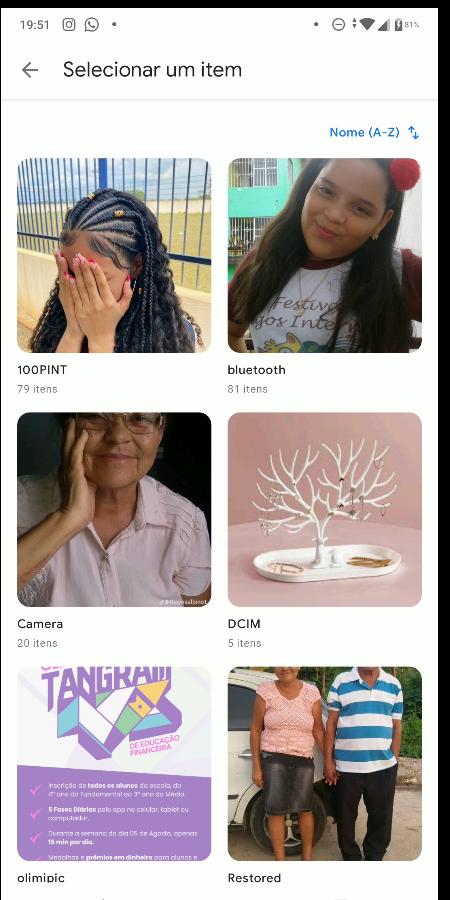 19:51
81%
Selecionar um item
Nome (A-Z)
Festiva
gos Inter
100PINT
79 itens
bluetooth
81 itens
Camera
20 itens
DCIM
5 itens
TANGRAM
DE EDUCAÇÃO
FINANCEIRA
Inscrição de todos os alunos da escola, do
4º ano do Fundamental ao 3º ano do Médio.
5 Fases Diárias pelo app no celular, tablet ou
computador.
Durante a semana do dia 05 de Agosto, apenas
15 min por dia.
Medalhas e prêmios em dinheiro para alunos e
olimipic
Restored